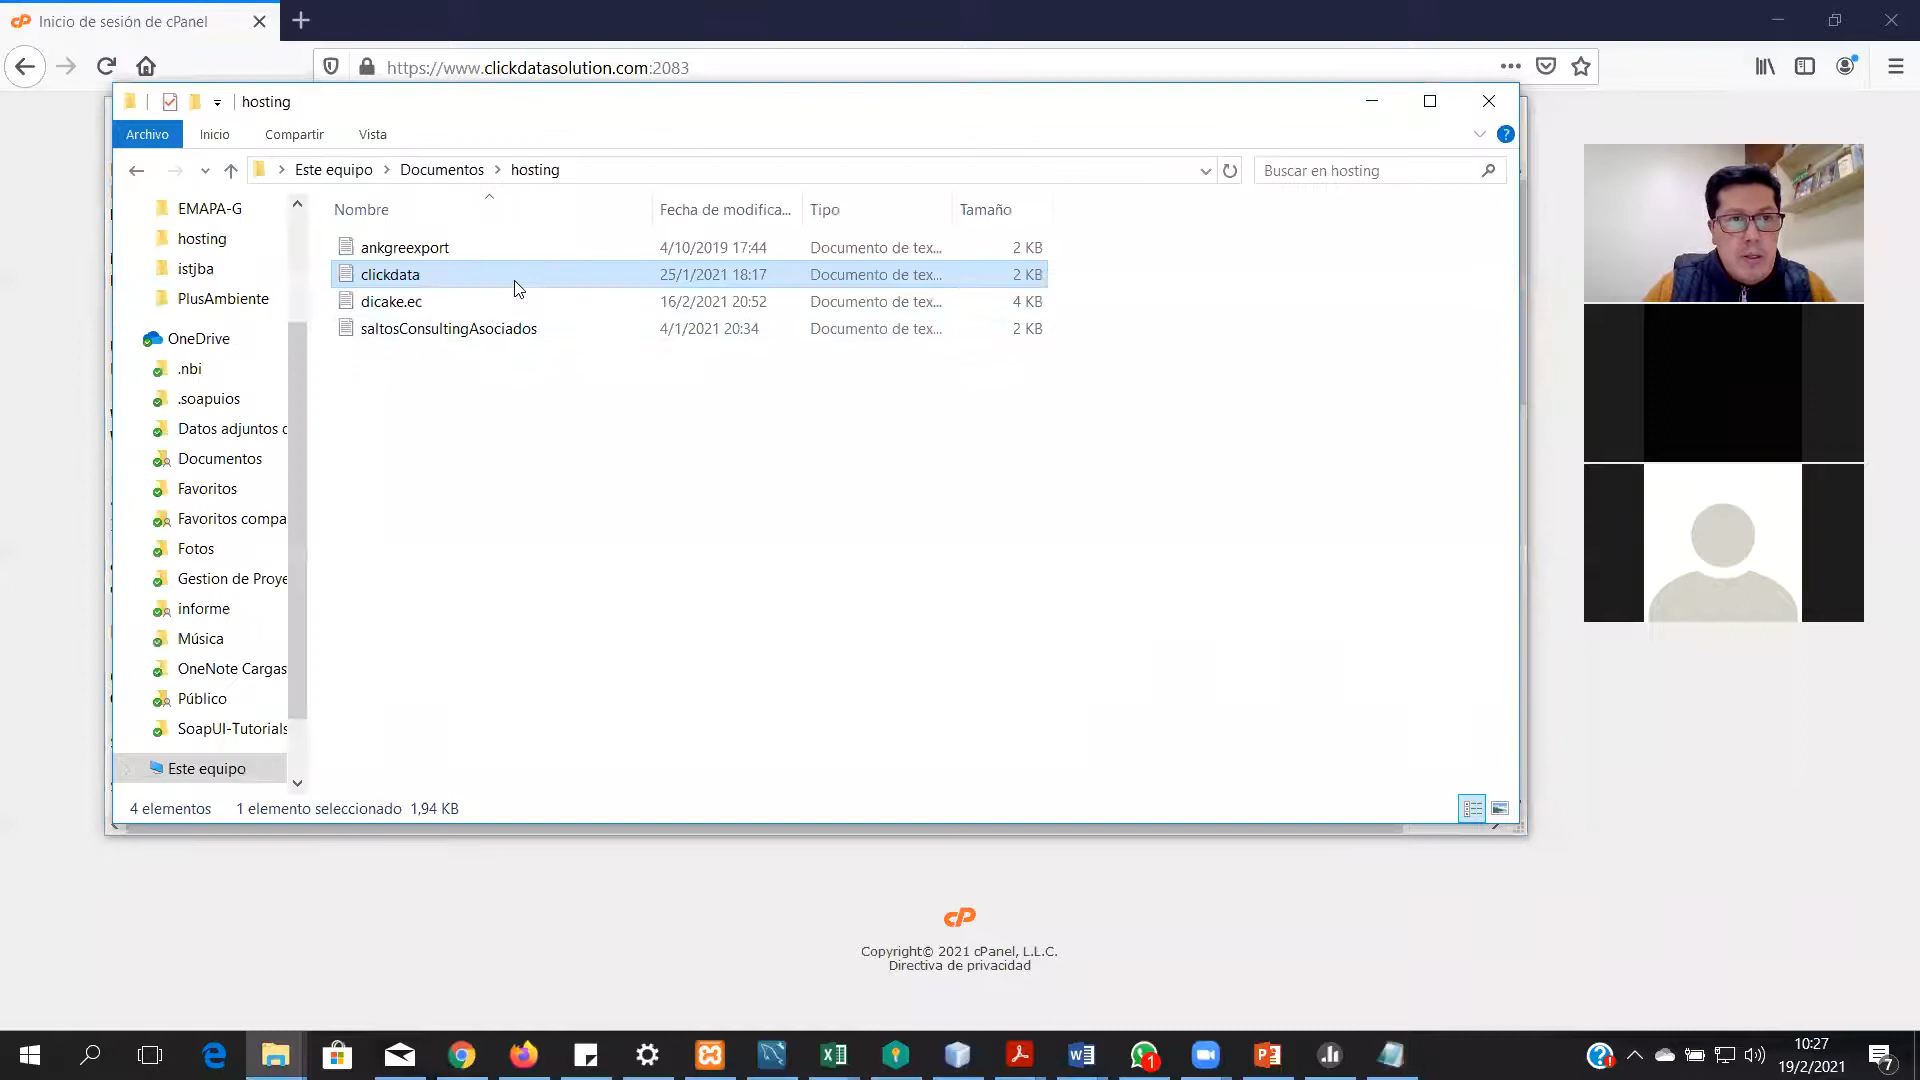 Inicio de sesión de cPanel
https://www.clickdatasolution.com:2083
hosting
Archivo
Inicio
Compartir
Vista
Este equipo
Documentos
hosting
Buscar en hosting
Nombre
Fecha de modifica...
Tipo
Tamaño
ankgreexport 4/10/2019 17:44 Documento de tex... 2 KB
clickdata 25/1/2021 18:17 Documento de tex... 2 KB
dicake.ec 16/2/2021 20:52 Documento de tex... 4 KB
saltosConsultingAsociados 4/1/2021 20:34 Documento de tex... 2 KB
EMAPA-G
hosting
istjba
PlusAmbiente
OneDrive
.nbi
.soapuios
Datos adjuntos c
Documentos
Favoritos
Favoritos compa
Fotos
Gestion de Proye
informe
Música
OneNote Cargas
Público
SoapUI-Tutorials
Este equipo
4 elementos 1 elemento seleccionado 1,94 KB
cP
Copyright© 2021 cPanel, L.L.C.
Directiva de privacidad
10:27
19/2/2021
1
7